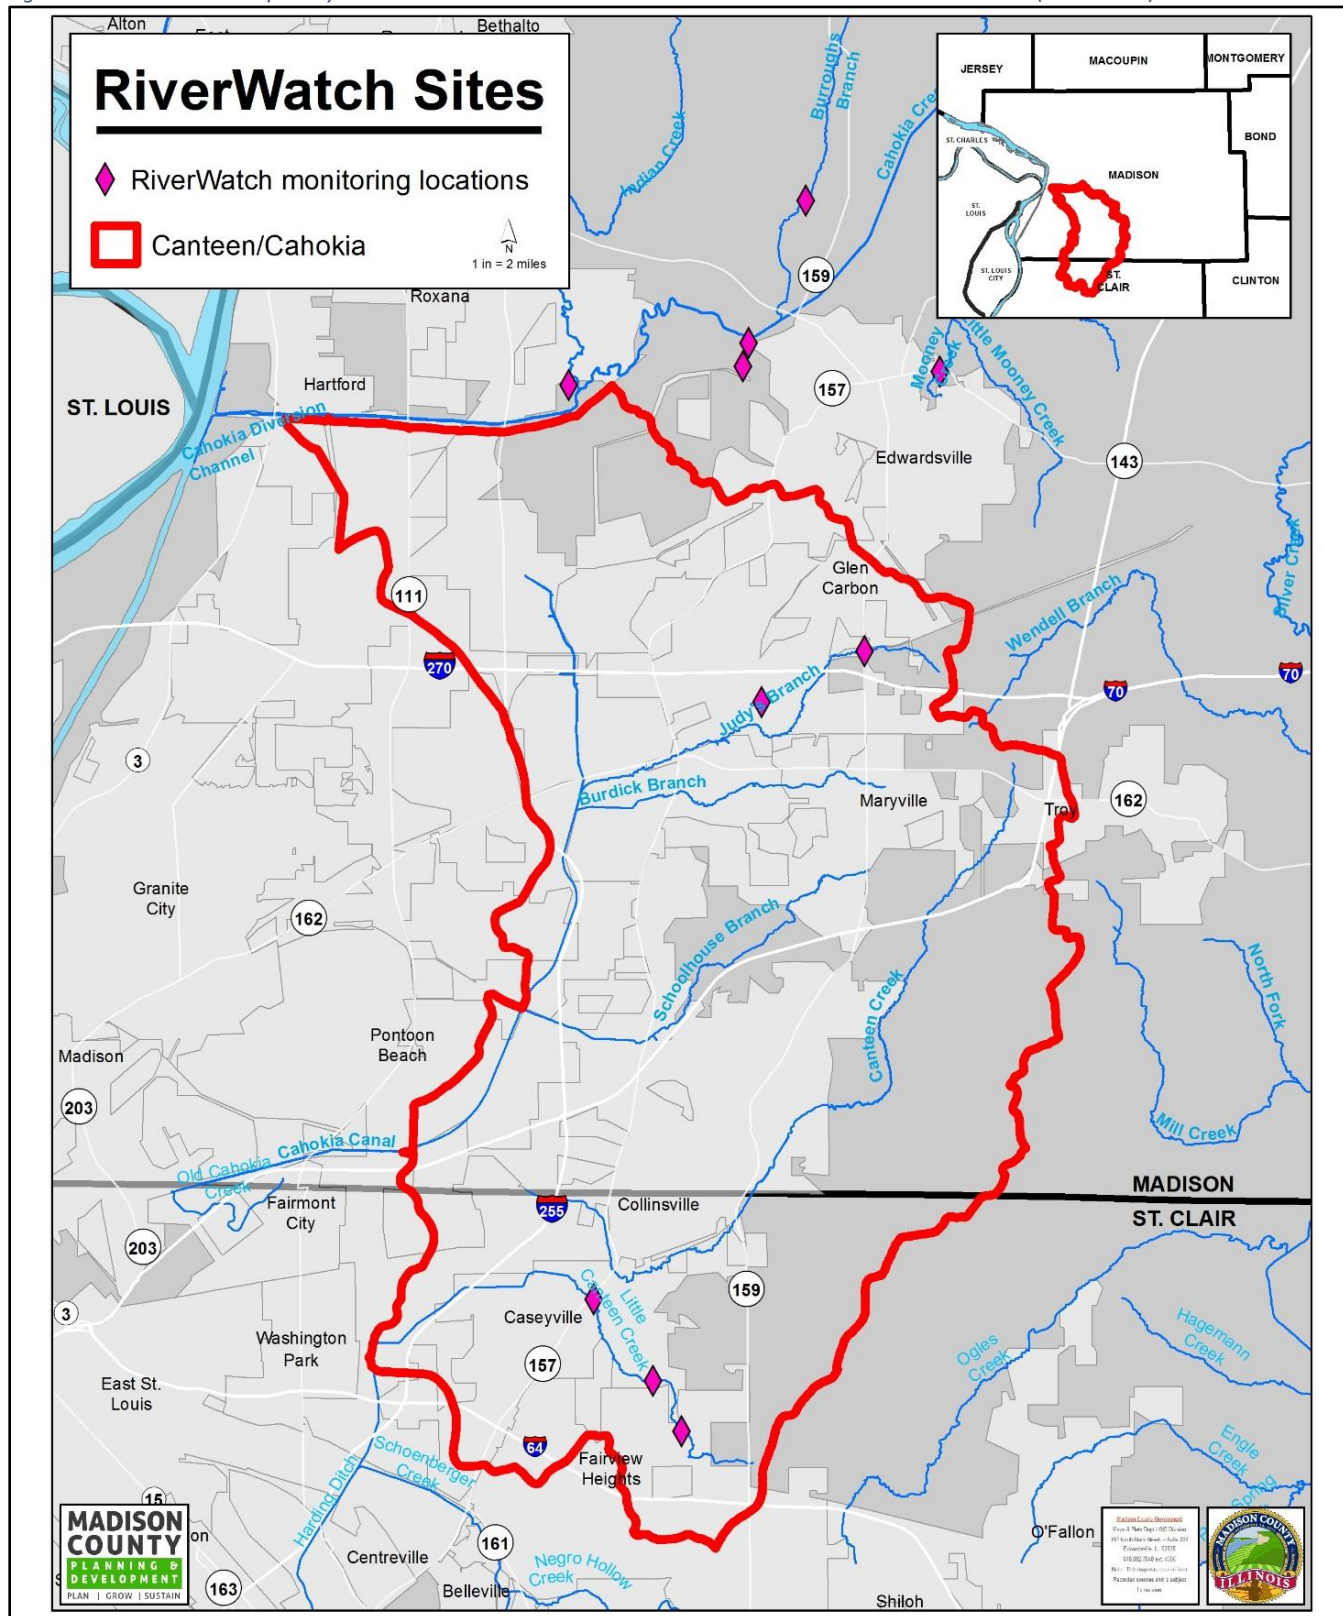 Alton
Bethalto
RiverWatch Sites
RiverWatch monitoring locations
Canteen/Cahokia
N
1 in = 2 miles
Indian Creek
Burroughs
Branch
JERSEY
MACOUPIN
MONTGOMERY
BOND
ST. CHARLES
MADISON
ST.
LOUIS
ST. LOUIS
CITY
ST.
CLAIR
CLINTON
159
Roxana
Hartford
ST. LOUIS
Cahokia Diversion
Channel
157
Mooney
Creek
Little Mooney Creek
Edwardsville
143
Silver Creek
Glen
Carbon
111
Wendell Branch
270
70
70
Judy's Branch
3
Burdick Branch
Maryville
Troy
162
Granite
City
162
Schoolhouse Branch
Canteen Creek
North Fork
Pontoon
Beach
Madison
203
Mill Creek
Cahokia Canal
Old Cahokia
Creek
MADISON
ST. CLAIR
Fairmont
City
255
Collinsville
203
159
3
Little
Canteen Creek
Caseyville
Washington
Park
157
Ogles
Creek
Hagemann
Creek
East St.
Louis
64
Fairview
Heights
Schoenberger
Creek
Harding Ditch
Engle
Creek
Spring
15
MADISON
COUNTY
PLANNING &
DEVELOPMENT
PLAN | GROW | SUSTAIN
161
Centreville
163
Belleville
Negro Hollow
Creek
O'Fallon
Shiloh
Madison County Government
MADISON COUNTY
ILLINOIS